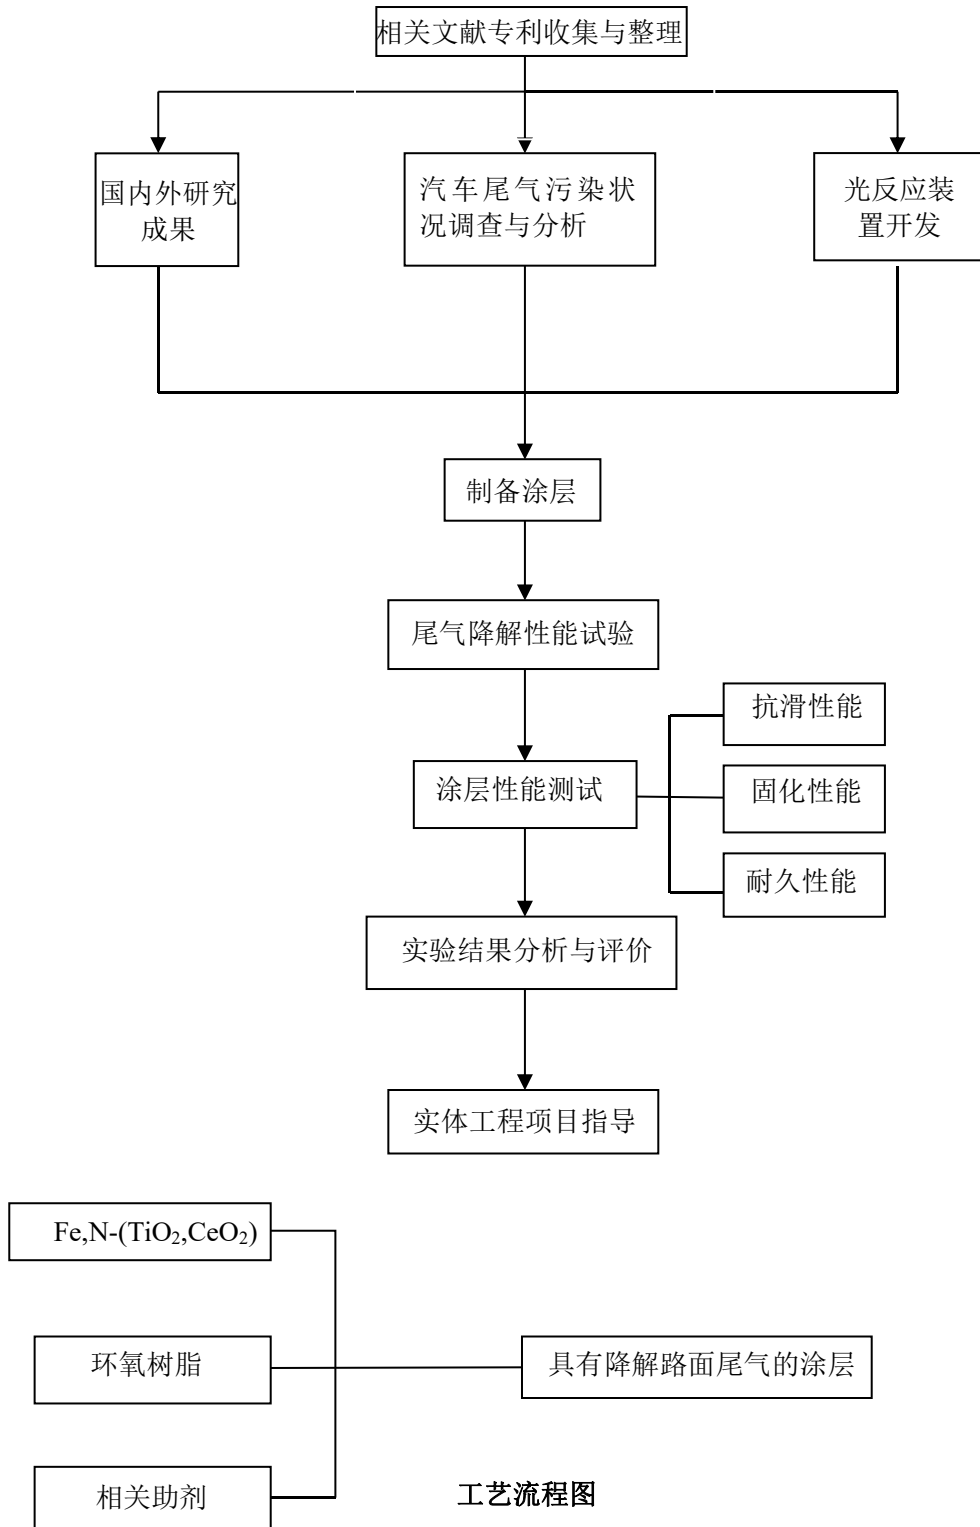 相关文献专利收集与整理
国内外研究
成果
汽车尾气污染状
况调查与分析
光反应装
置开发
制备涂层
尾气降解性能试验
抗滑性能
涂层性能测试
固化性能
耐久性能
实验结果分析与评价
实体工程项目指导
Fe,N-(TiO₂,CeO₂)
环氧树脂
具有降解路面尾气的涂层
相关助剂
工艺流程图